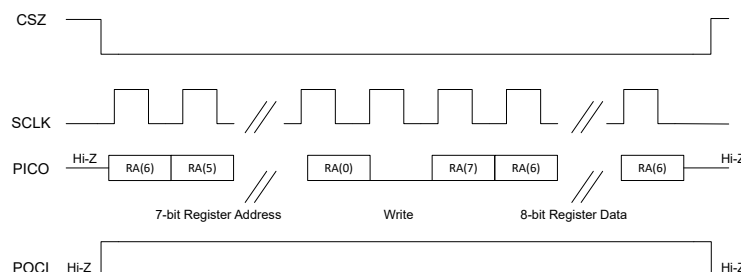 CSZ
SCLK
PICO Hi-Z RA(6) RA(5) RA(0) RA(7) RA(6) RA(6) Hi-Z
7-bit Register Address Write 8-bit Register Data
POCI Hi-Z Hi-Z